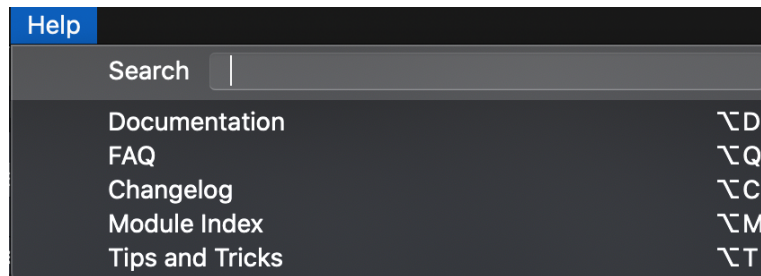 Help
Search
Documentation ⌥D
FAQ ⌥Q
Changelog ⌥C
Module Index ⌥M
Tips and Tricks ⌥T